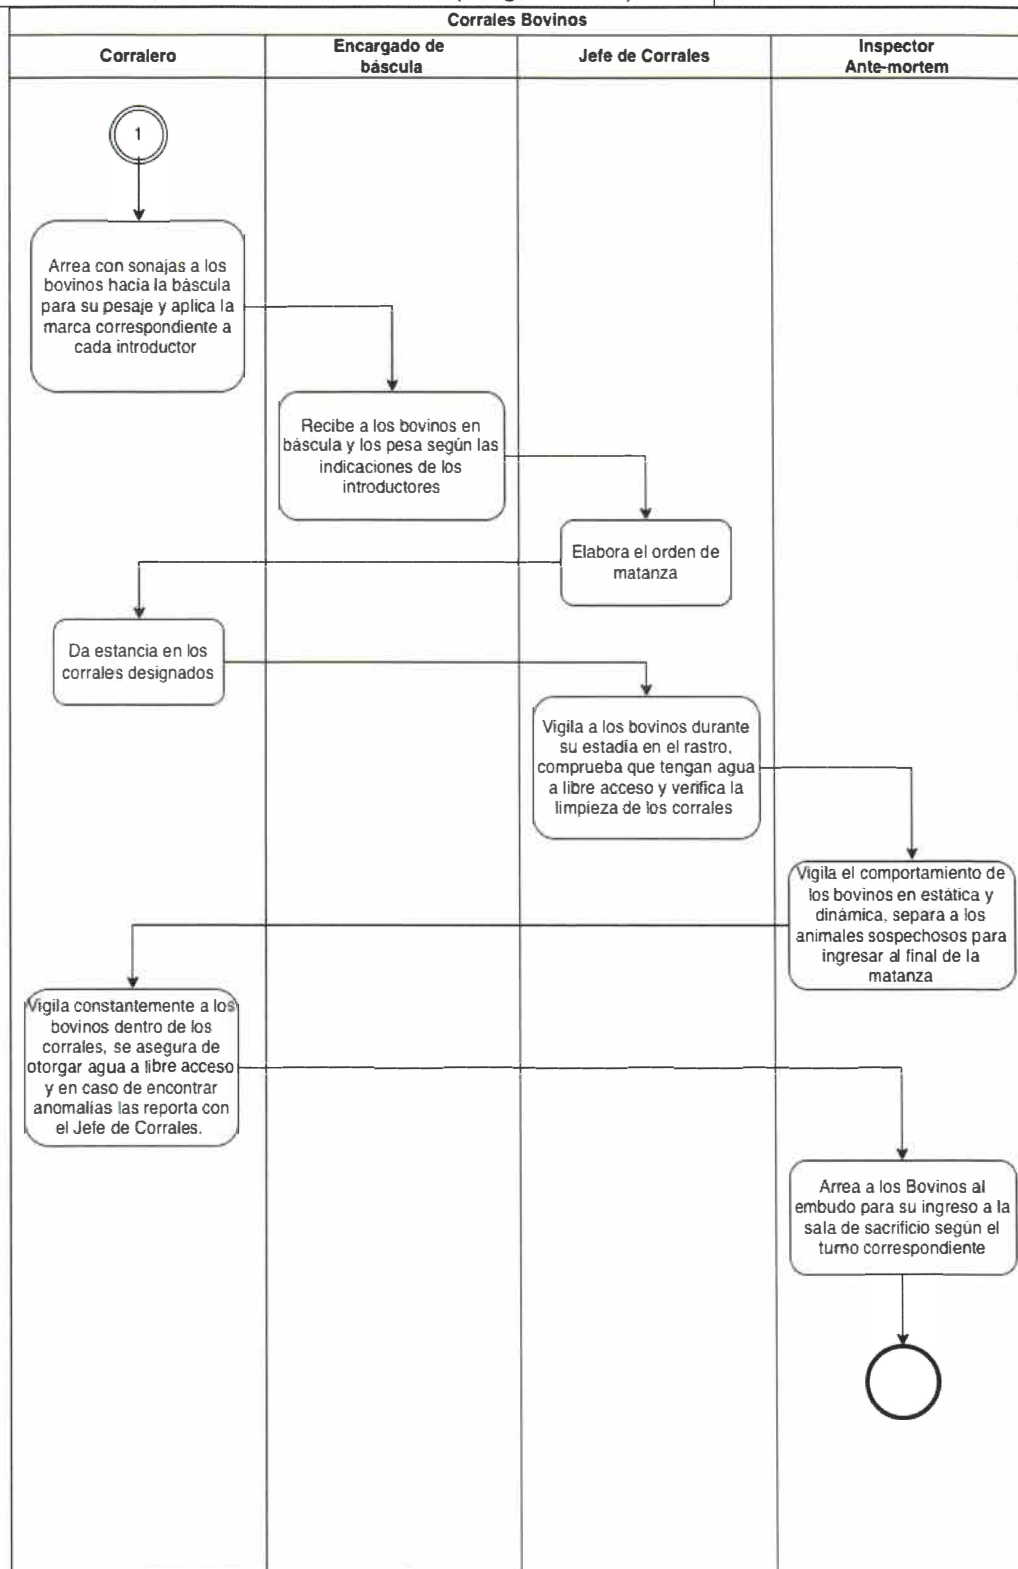 Corrales Bovinos
Corralero
Encargado de
báscula
Jefe de Corrales
Inspector
Ante-mortem
1
Arrea con sonajas a los
bovinos hacia la báscula
para su pesaje y aplica la
marca correspondiente a
cada introductor
Recibe a los bovinos en
báscula y los pesa según las
indicaciones de los
introductores
Elabora el orden de
matanza
Da estancia en los
corrales designados
Vigila a los bovinos durante
su estadía en el rastro,
comprueba que tengan agua
a libre acceso y verifica la
limpieza de los corrales
Vigila el comportamiento de
los bovinos en estática y
dinámica, separa a los
animales sospechosos para
ingresar al final de la
matanza
Vigila constantemente a los
bovinos dentro de los
corrales, se asegura de
otorgar agua a libre acceso
y en caso de encontrar
anomalías las reporta con
el Jefe de Corrales.
Arrea a los Bovinos al
embudo para su ingreso a la
sala de sacrificio según el
turno correspondiente